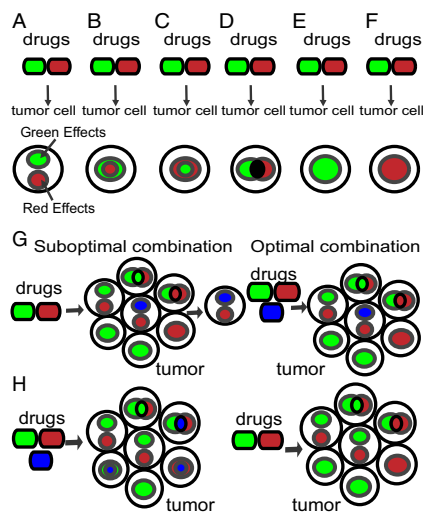 A B C D E F
drugs drugs drugs drugs drugs drugs
tumor cell tumor cell tumor cell tumor cell tumor cell tumor cell
Green Effects
Red Effects
G Suboptimal combination Optimal combination
drugs
drugs
tumor tumor
H
drugs drugs
tumor tumor